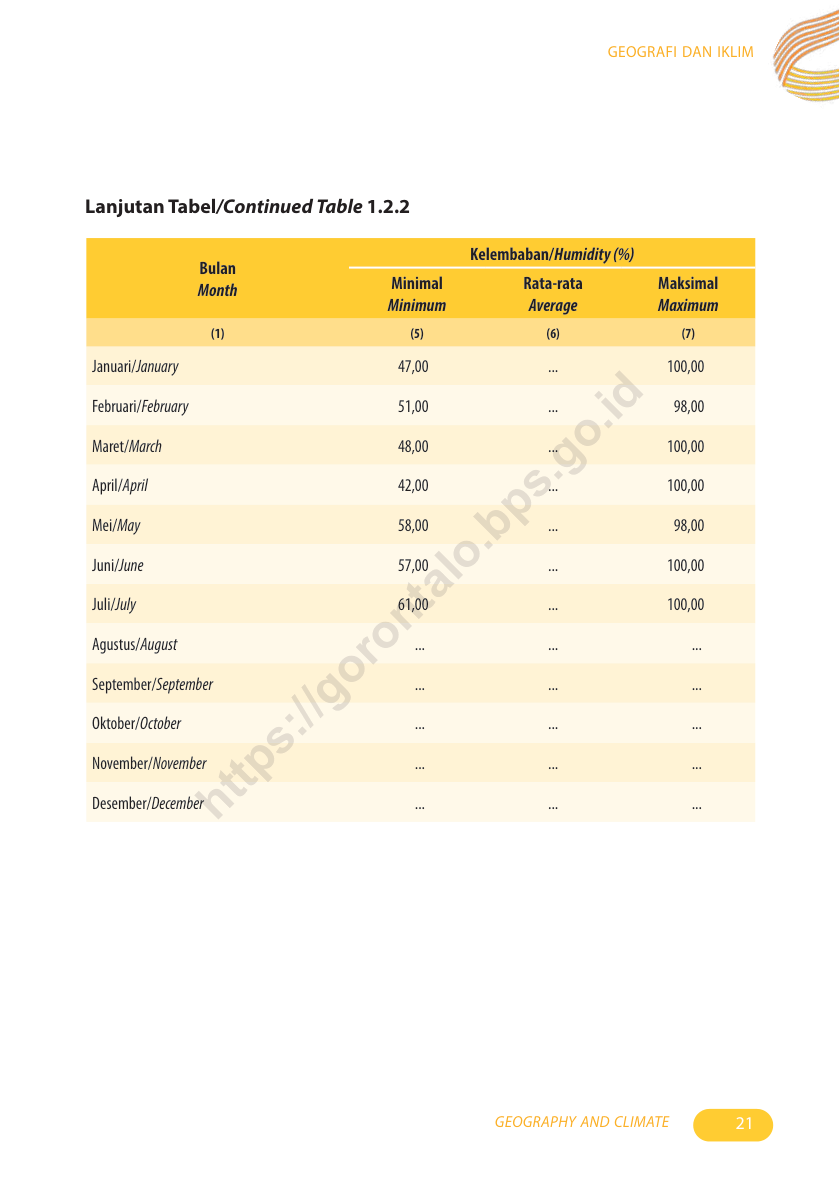 GEOGRAFI DAN IKLIM
Lanjutan Tabel/Continued Table 1.2.2
Bulan
Month
Kelembaban/Humidity (%)
Minimal Rata-rata Maksimal
Minimum Average Maximum
(1) (5) (6) (7)
Januari/January 47,00 ... 100,00
Februari/February 51,00 ... 98,00
Maret/March 48,00 ... 100,00
April/April 42,00 ... 100,00
Mei/May 58,00 ... 98,00
Juni/June 57,00 ... 100,00
Juli/July 61,00 ... 100,00
Agustus/August ... ... ...
September/September ... ... ...
Oktober/October ... ... ...
November/November ... ... ...
Desember/December ... ... ...
https://gorontalo.bps.go.id
GEOGRAPHY AND CLIMATE 21